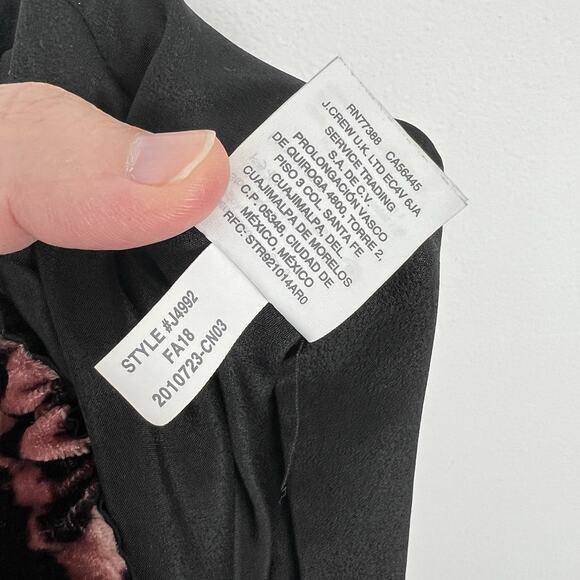 RN77388 CA56445
J.CREW U.K. LTD EC4V 6JA
SERVICE TRADING
S.A. DE C.V.
PROLONGACIÓN VASCO
DE QUIROGA 4800, TORRE 2,
PISO 3 COL. SANTA FE
CUAJIMALPA, DEL.
CUAJIMALPA DE MORELOS
C.P. 05348, CIUDAD DE
MÉXICO, MÉXICO
RFC: STR921014AR0
STYLE #J4992
FA18
2010723-CN03